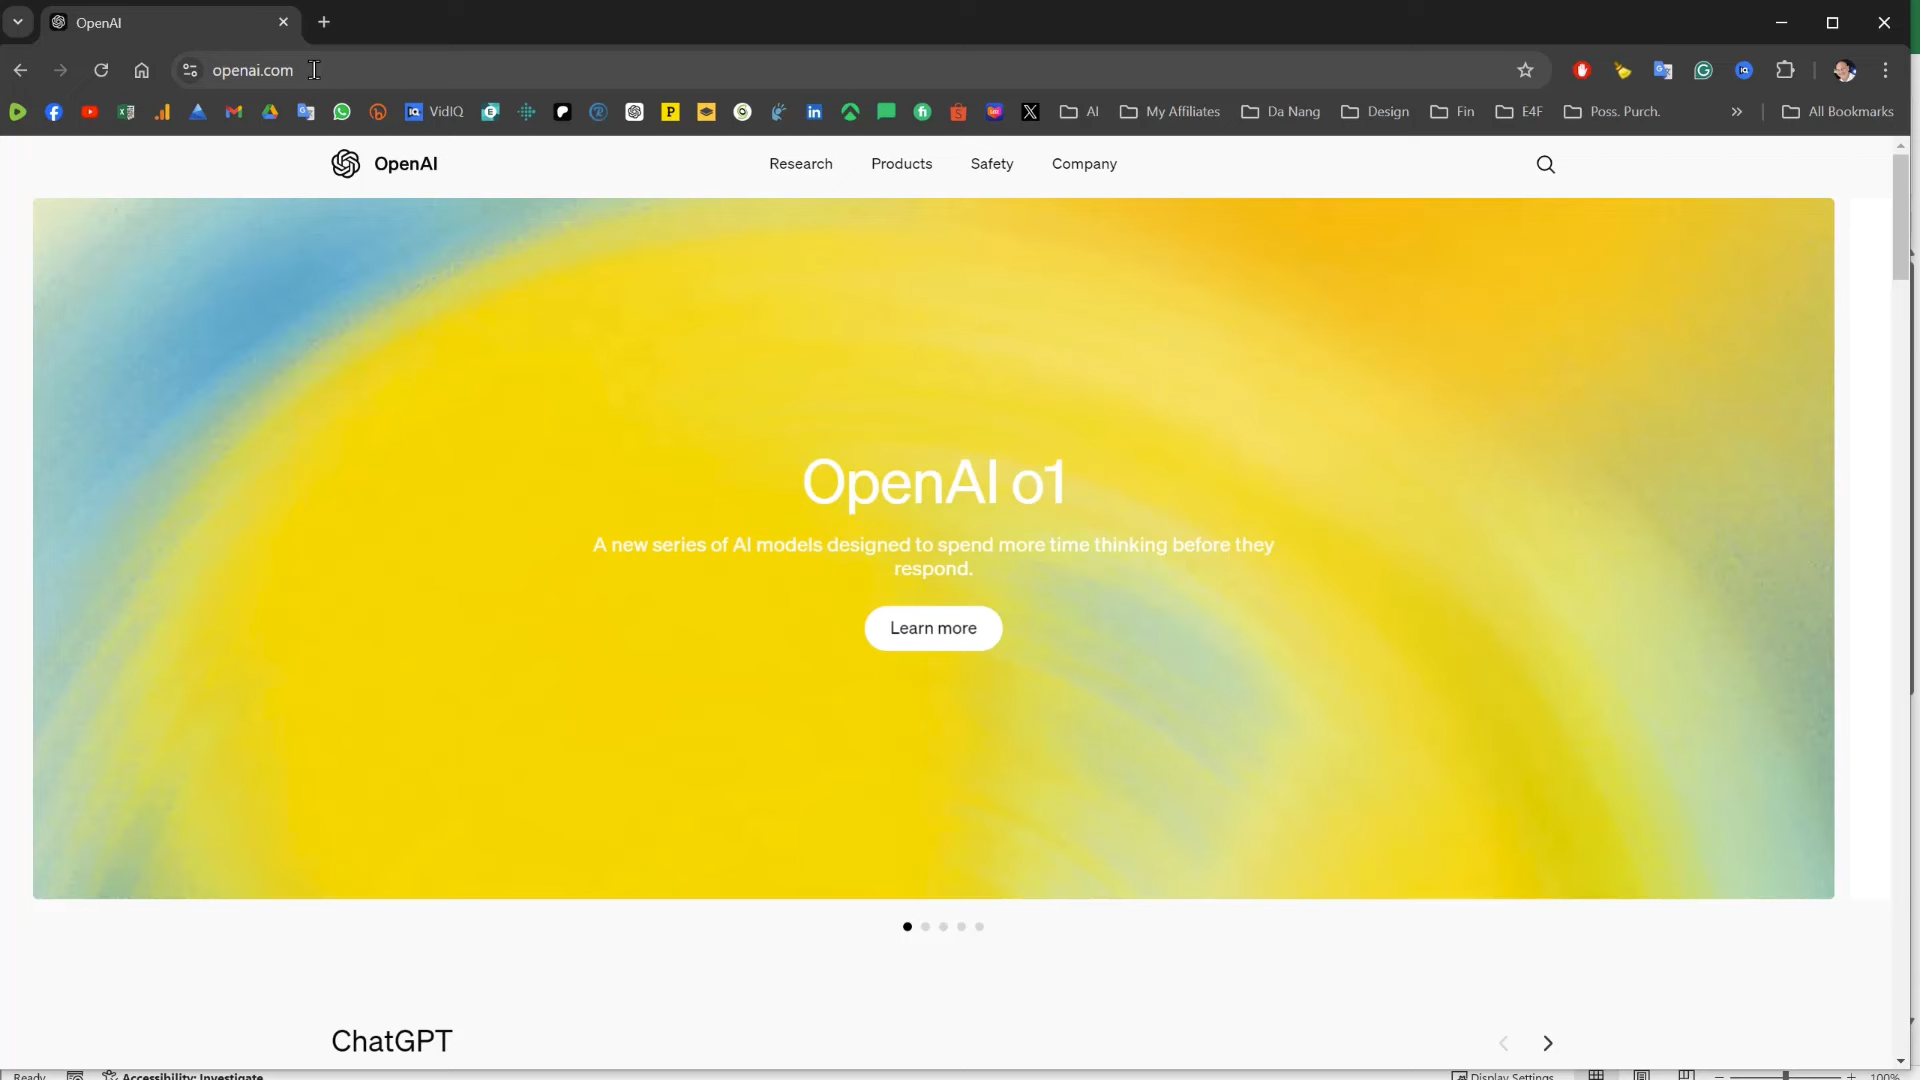 OpenAI
openai.com
VidIQ
AI
My Affiliates
Da Nang
Design
Fin
E4F
Poss. Purch.
All Bookmarks
OpenAI
Research
Products
Safety
Company
OpenAI o1
A new series of AI models designed to spend more time thinking before they
respond.
Learn more
ChatGPT
Ready
Accessibility: Investigate
Display Settings
100%